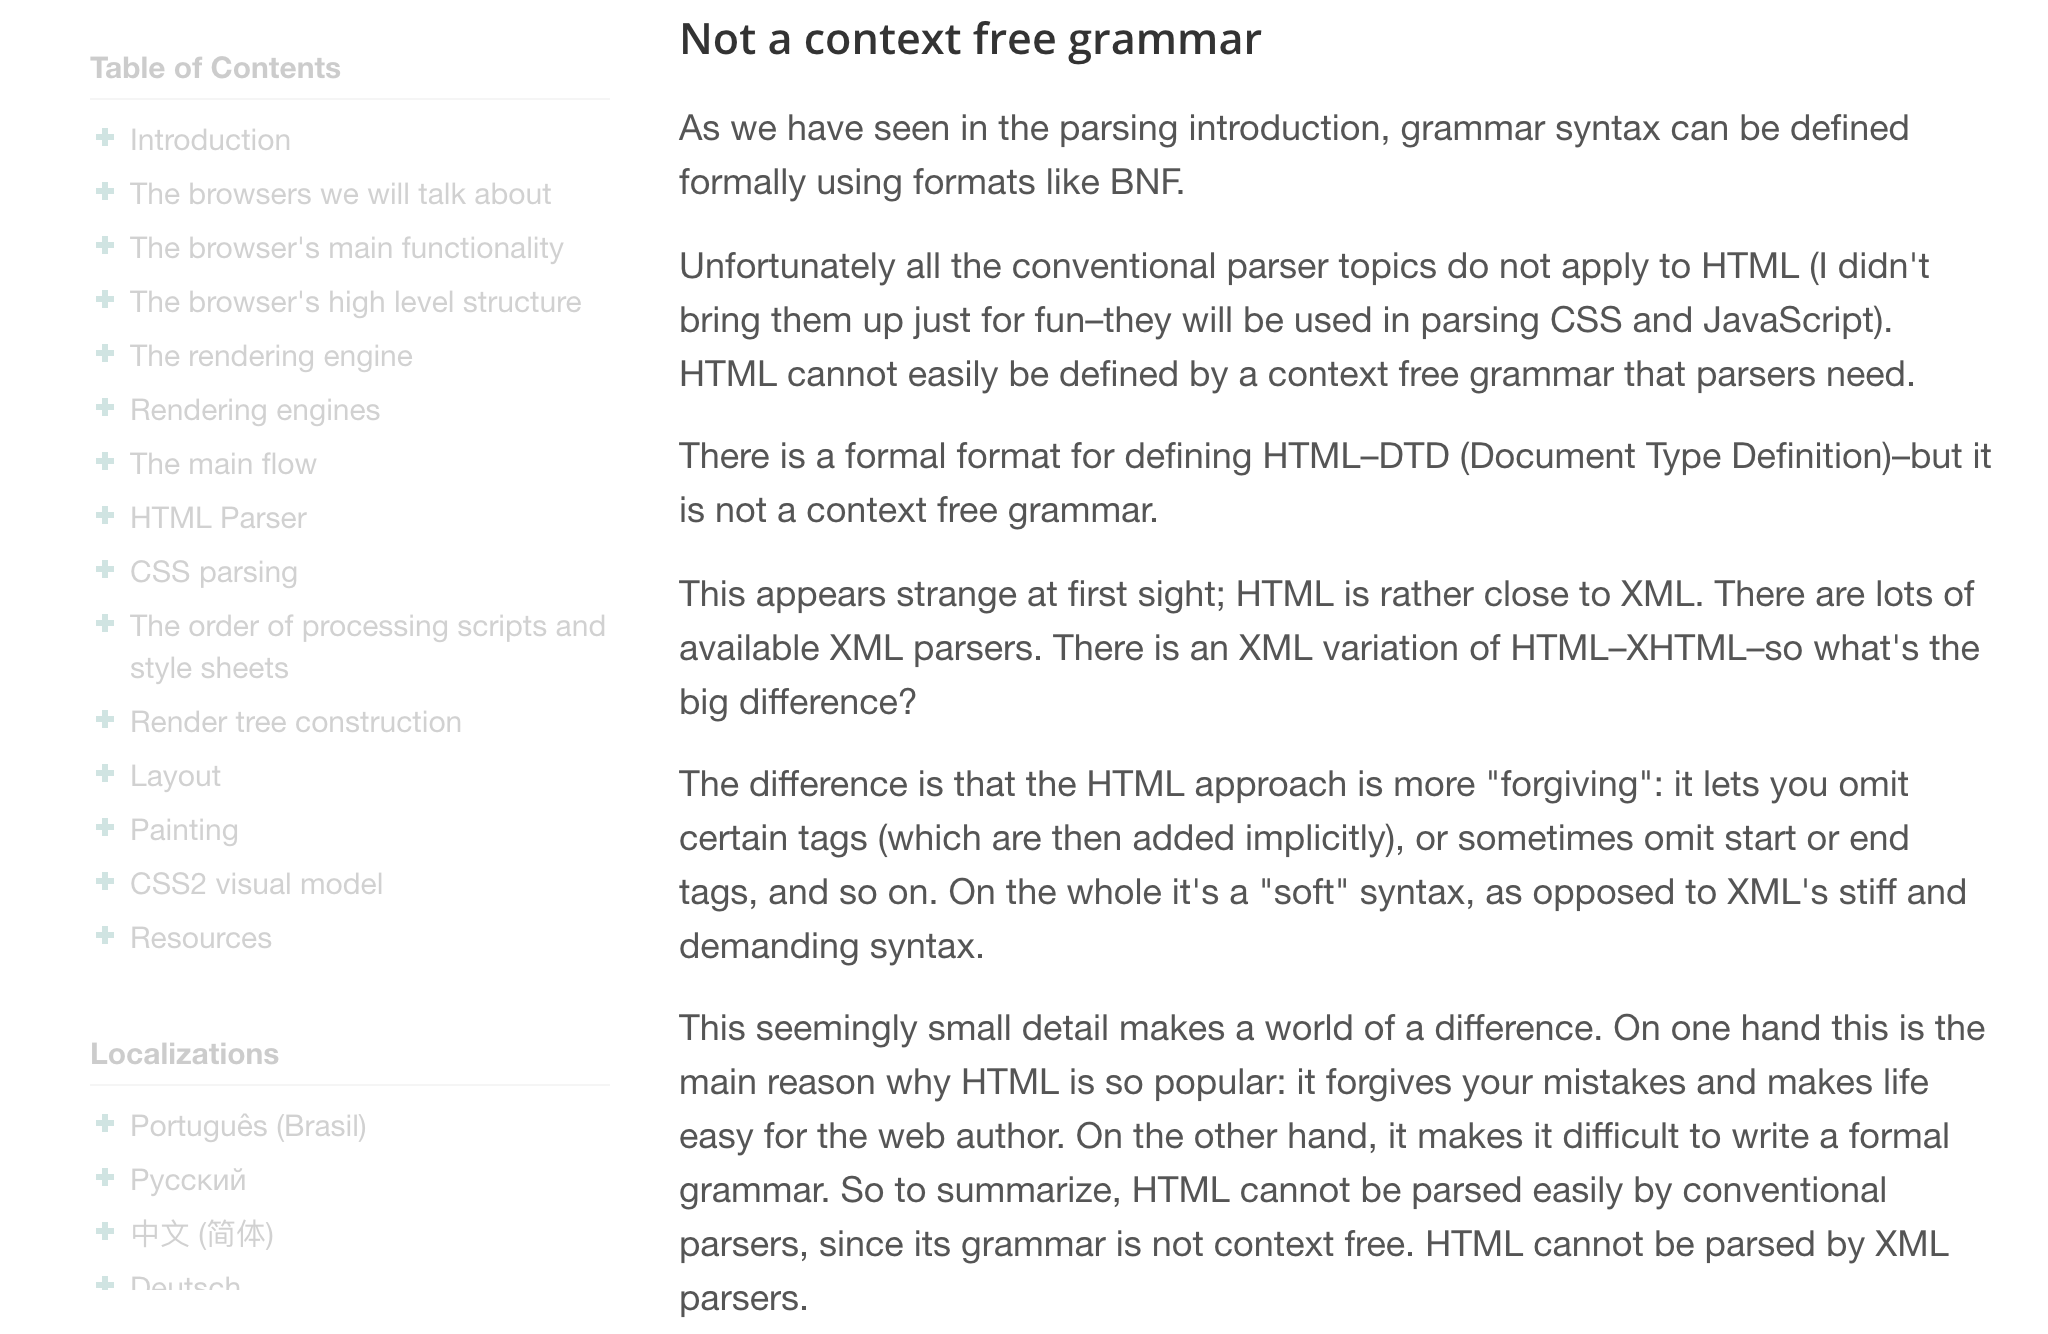 Table of Contents
Introduction
The browsers we will talk about
The browser's main functionality
The browser's high level structure
The rendering engine
Rendering engines
The main flow
HTML Parser
CSS parsing
The order of processing scripts and
style sheets
Render tree construction
Layout
Painting
CSS2 visual model
Resources
Localizations
Português (Brasil)
Русский
中文 (简体)
Deutsch
Not a context free grammar
As we have seen in the parsing introduction, grammar syntax can be defined
formally using formats like BNF.
Unfortunately all the conventional parser topics do not apply to HTML (I didn't
bring them up just for fun–they will be used in parsing CSS and JavaScript).
HTML cannot easily be defined by a context free grammar that parsers need.
There is a formal format for defining HTML–DTD (Document Type Definition)–but it
is not a context free grammar.
This appears strange at first sight; HTML is rather close to XML. There are lots of
available XML parsers. There is an XML variation of HTML–XHTML–so what's the
big difference?
The difference is that the HTML approach is more "forgiving": it lets you omit
certain tags (which are then added implicitly), or sometimes omit start or end
tags, and so on. On the whole it's a "soft" syntax, as opposed to XML's stiff and
demanding syntax.
This seemingly small detail makes a world of a difference. On one hand this is the
main reason why HTML is so popular: it forgives your mistakes and makes life
easy for the web author. On the other hand, it makes it difficult to write a formal
grammar. So to summarize, HTML cannot be parsed easily by conventional
parsers, since its grammar is not context free. HTML cannot be parsed by XML
parsers.